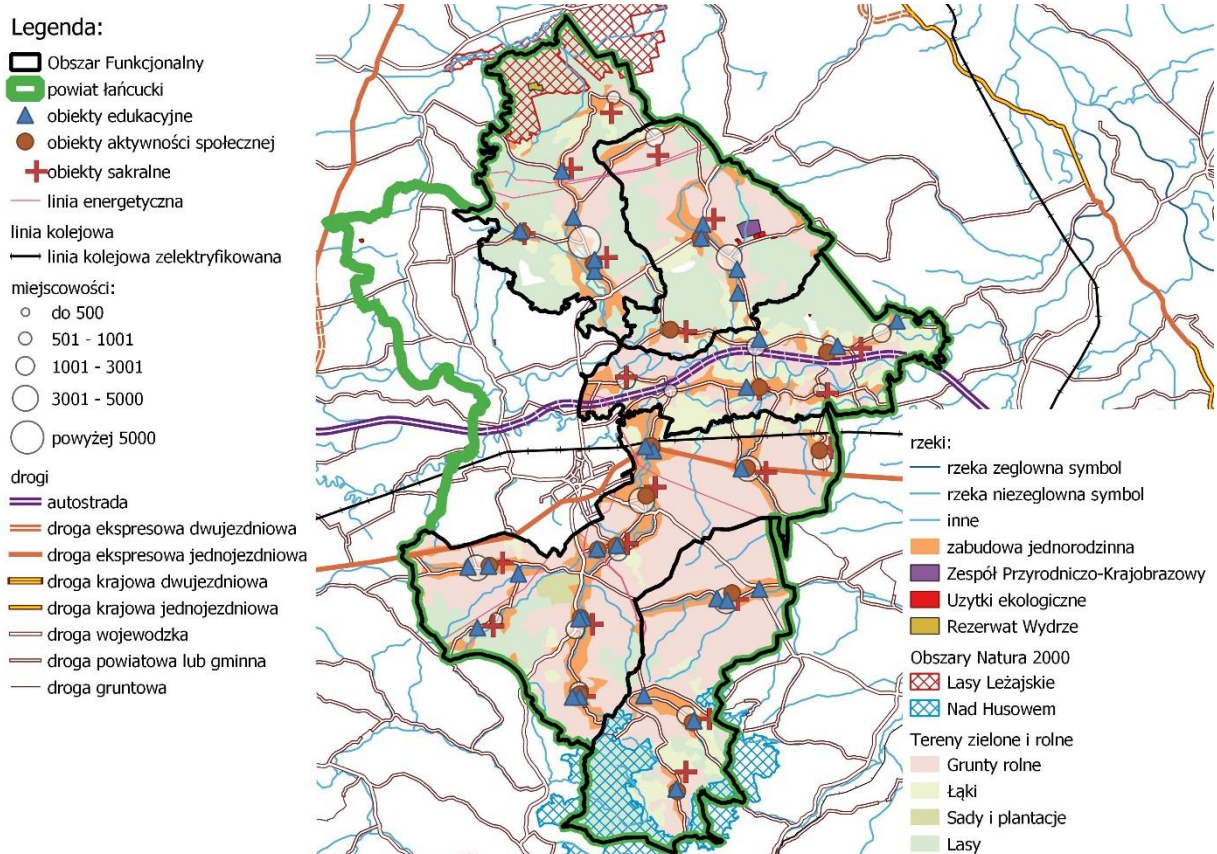 Legenda:
Obszar Funkcjonalny
powiat łańcucki
obiekty edukacyjne
obiekty aktywności społecznej
obiekty sakralne
linia energetyczna
linia kolejowa
linia kolejowa zelektryfikowana
miejscowości:
do 500
501 - 1001
1001 - 3001
3001 - 5000
powyżej 5000
drogi
autostrada
droga ekspresowa dwujezdniowa
droga ekspresowa jednojezdniowa
droga krajowa dwujezdniowa
droga krajowa jednojezdniowa
droga wojewodzka
droga powiatowa lub gminna
droga gruntowa
rzeki:
rzeka zeglowna symbol
rzeka niezeglowna symbol
inne
zabudowa jednorodzinna
Zespół Przyrodniczo-Krajobrazowy
Uzytki ekologiczne
Rezerwat Wydrze
Obszary Natura 2000
Lasy Leżajskie
Nad Husowem
Tereny zielone i rolne
Grunty rolne
Łąki
Sady i plantacje
Lasy